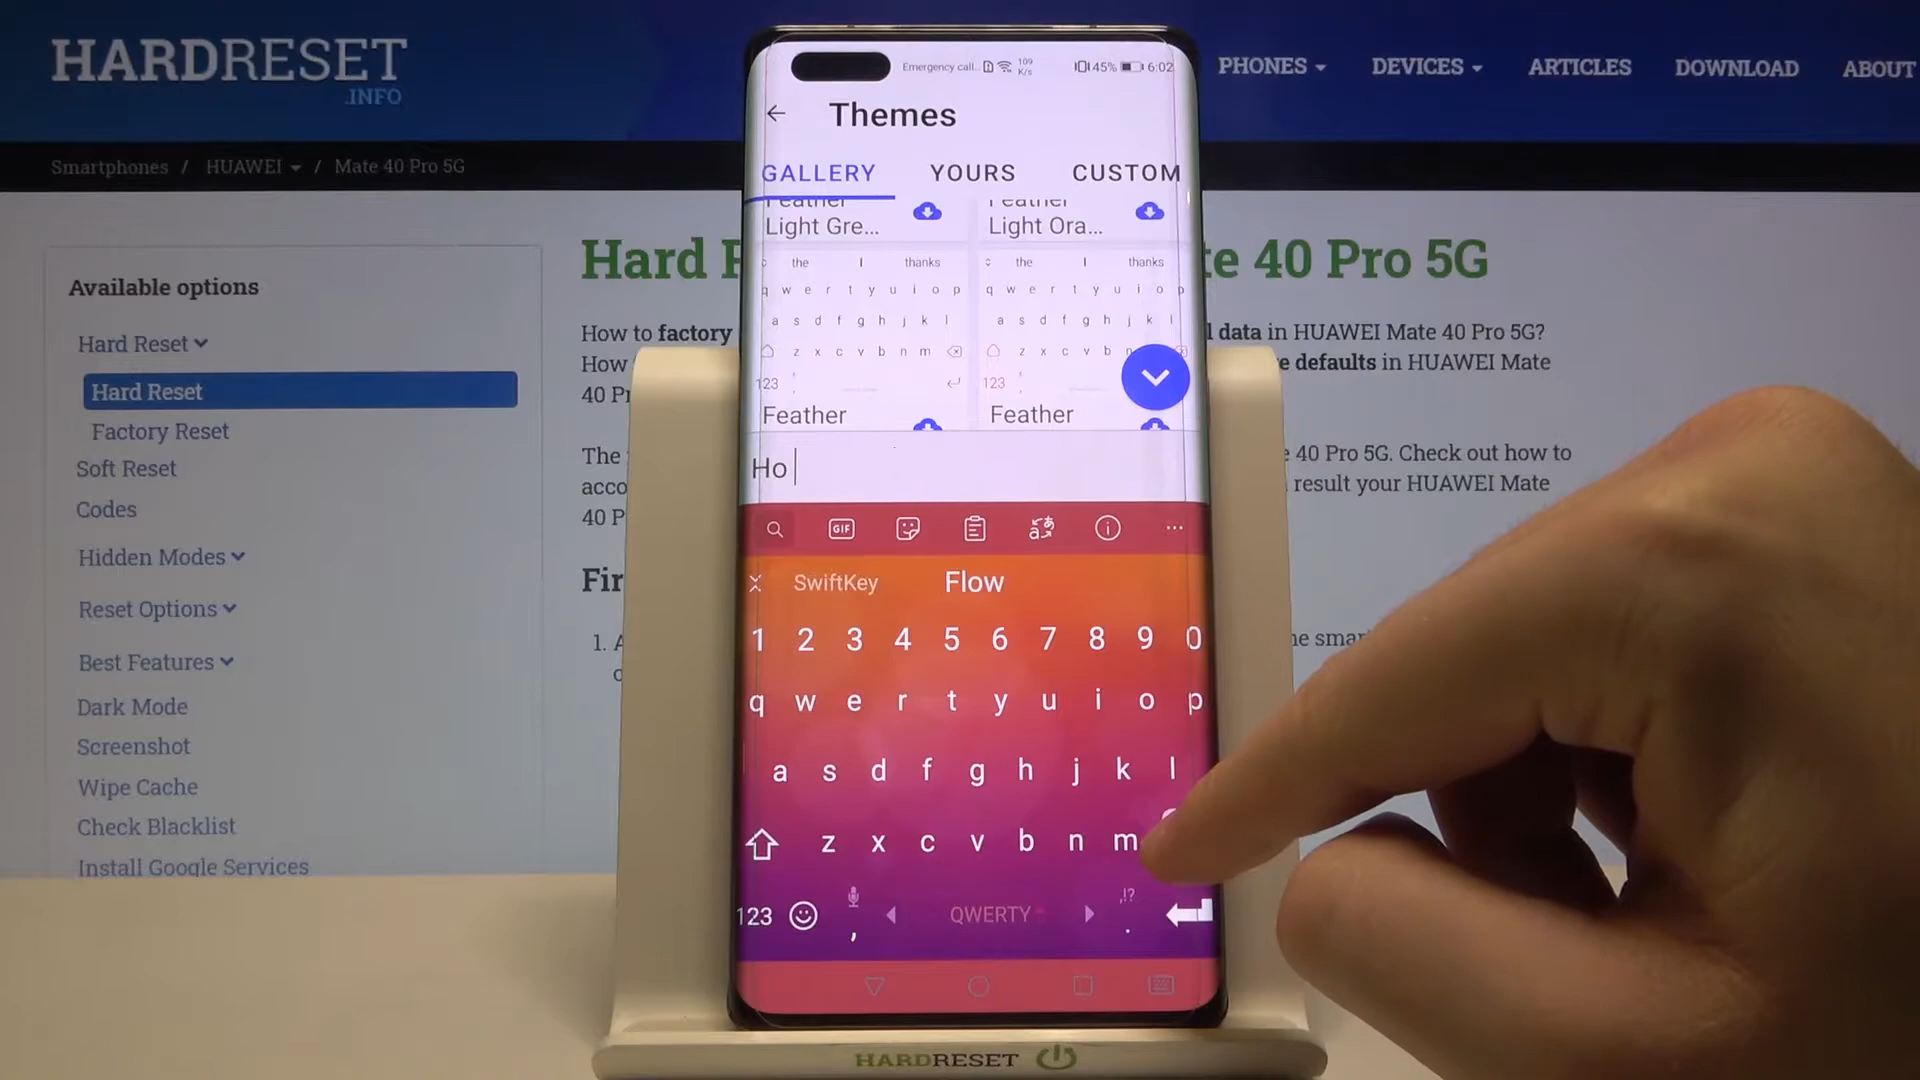 HARDRESET
.INFO
PHONES
DEVICES
ARTICLES
DOWNLOAD
ABOUT
Smartphones / HUAWEI / Mate 40 Pro 5G
Available options
Hard Reset
Hard Reset
Factory Reset
Soft Reset
Codes
Hidden Modes
Reset Options
Best Features
Dark Mode
Screenshot
Wipe Cache
Check Blacklist
Install Google Services
Hard te 40 Pro 5G
How to factory l data in HUAWEI Mate 40 Pro 5G?
How e defaults in HUAWEI Mate
40 P
The 40 Pro 5G. Check out how to
acco result your HUAWEI Mate
40 P
Fir
1. A he smar
Emergency call... 109 K/s 45% 6:02
Themes
GALLERY YOURS CUSTOM
Feather Feather
Light Gre... Light Ora...
the I thanks the I thanks
q w e r t y u i o p q w e r t y u i o p
a s d f g h j k l a s d f g h j k l
z x c v b n m z x c v b n
123 123
Feather Feather
Ho
GIF
SwiftKey Flow
1 2 3 4 5 6 7 8 9 0
q w e r t y u i o p
a s d f g h j k l
z x c v b n m
,!?
123 , QWERTY .
HARDRESET